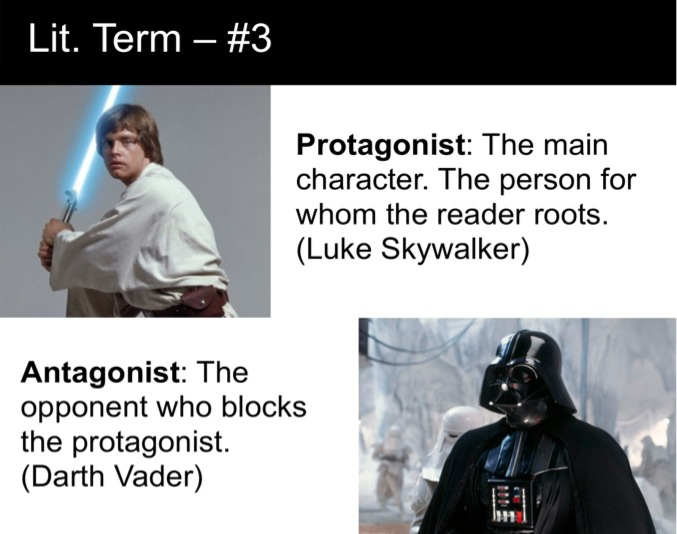 Lit. Term – #3
Protagonist: The main
character. The person for
whom the reader roots.
(Luke Skywalker)
Antagonist: The
opponent who blocks
the protagonist.
(Darth Vader)